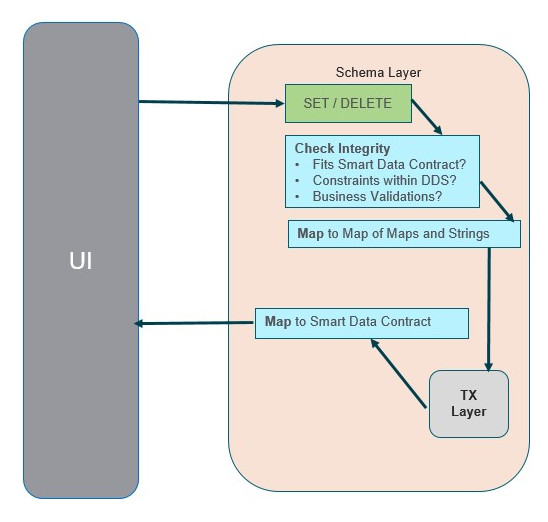 Schema Layer
SET / DELETE
Check Integrity
• Fits Smart Data Contract?
• Constraints within DDS?
• Business Validations?
Map to Map of Maps and Strings
UI
Map to Smart Data Contract
TX
Layer